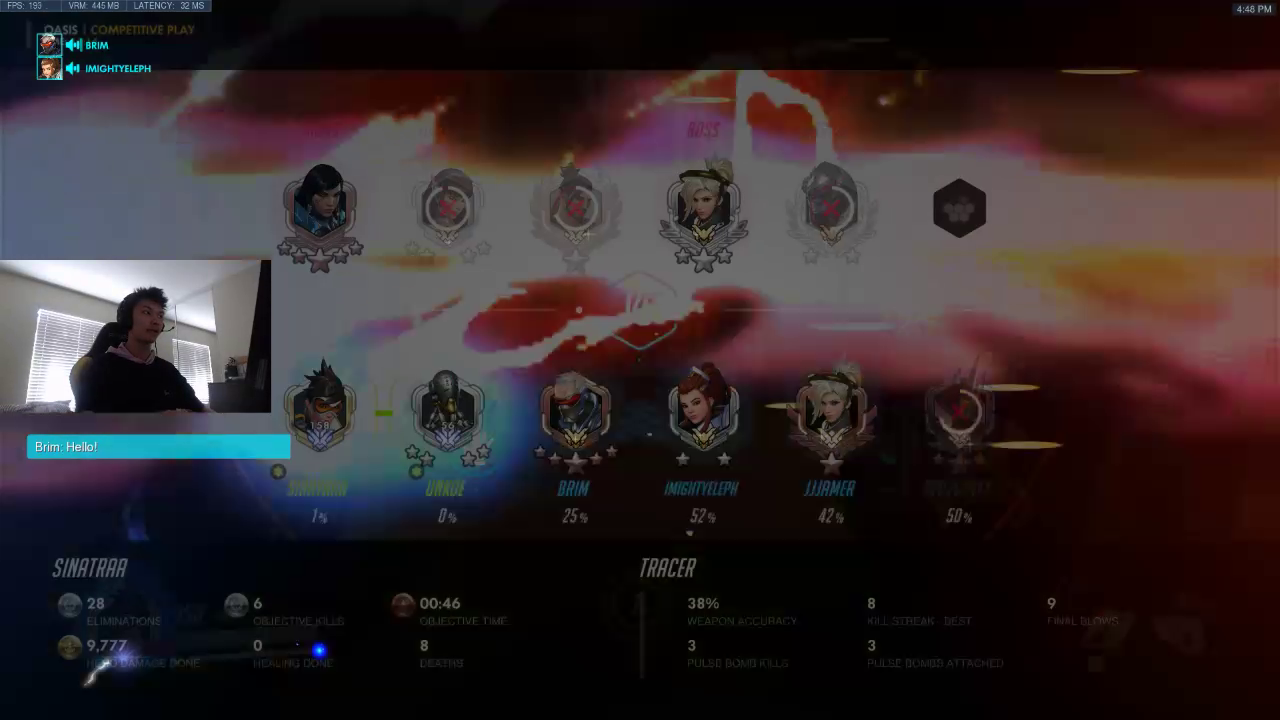 FPS: 193 VRM: 445 MB LATENCY: 32 MS
4:48 PM
OASIS | COMPETITIVE PLAY
BRIM
IMIGHTYELEPH
ROSS
158
56
Brim: Hello!
SINATRAA UNKOE BRIM IMIGHTYELEPH JJJAMER
1% 0% 25% 52% 42% 50%
SINATRAA TRACER
28 6 00:46 38% 8 9
ELIMINATIONS OBJECTIVE KILLS OBJECTIVE TIME WEAPON ACCURACY KILL STREAK - BEST FINAL BLOWS
9,777 0 8 3 3
HERO DAMAGE DONE HEALING DONE DEATHS PULSE BOMB KILLS PULSE BOMBS ATTACHED